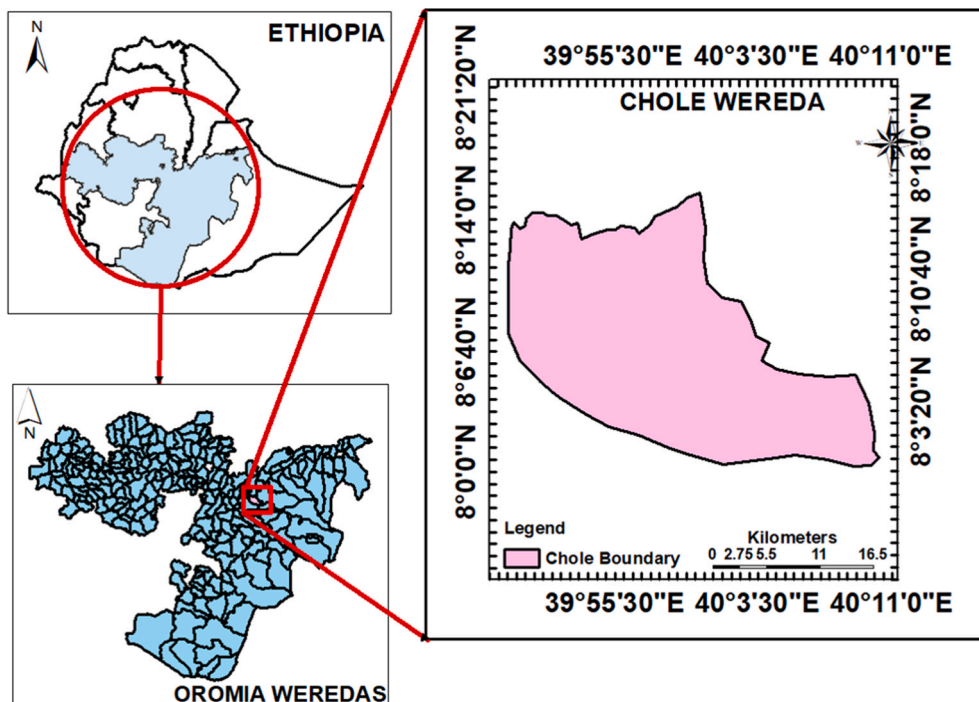 N
ETHIOPIA
N
OROMIA WEREDAS
39°55'30"E 40°3'30"E 40°11'0"E
CHOLE WEREDA
8°21'20"N
8°14'0"N
8°6'40"N
8°0'0"N
8°18'0"N
8°10'40"N
8°3'20"N
Legend
Chole Boundary
Kilometers
0 2.75 5.5 11 16.5
39°55'30"E 40°3'30"E 40°11'0"E